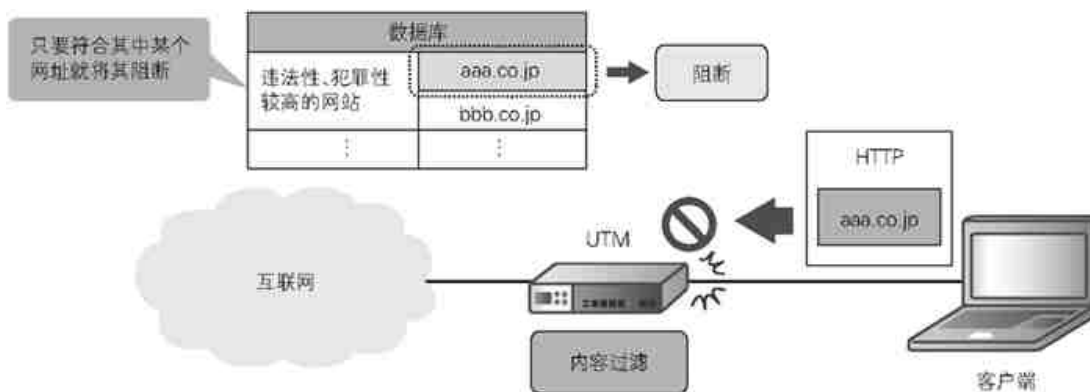 只要符合其中某个
网址就将其阻断
数据库
违法性、犯罪性
较高的网站
aaa.co.jp
bbb.co.jp
⋮
⋮
阻断
HTTP
aaa.co.jp
UTM
互联网
内容过滤
客户端